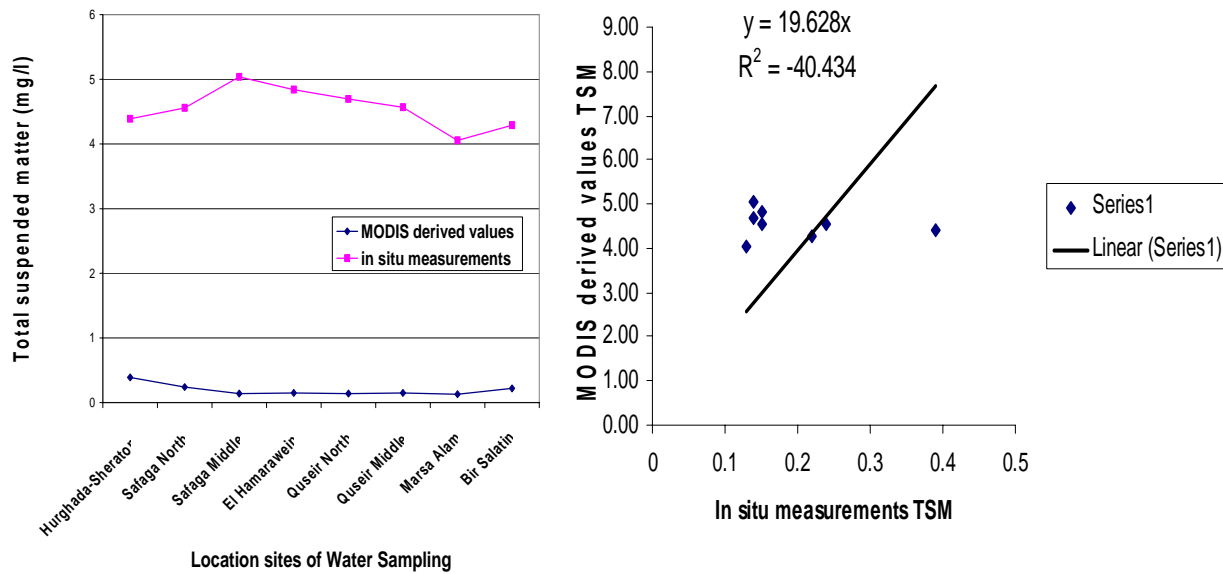 Total suspended matter (mg/l)
6
5
4
3
2
1
0
MODIS derived values
in situ measurements
Hurghada-Sheraton
Safaga North
Safaga Middle
El Hamarawein
Quseir North
Quseir Middle
Marsa Alam
Bir Salatin
Location sites of Water Sampling
y = 19.628x
R² = -40.434
MODIS derived values TSM
9.00
8.00
7.00
6.00
5.00
4.00
3.00
2.00
1.00
0.00
0 0.1 0.2 0.3 0.4 0.5
In situ measurements TSM
Series1
Linear (Series1)